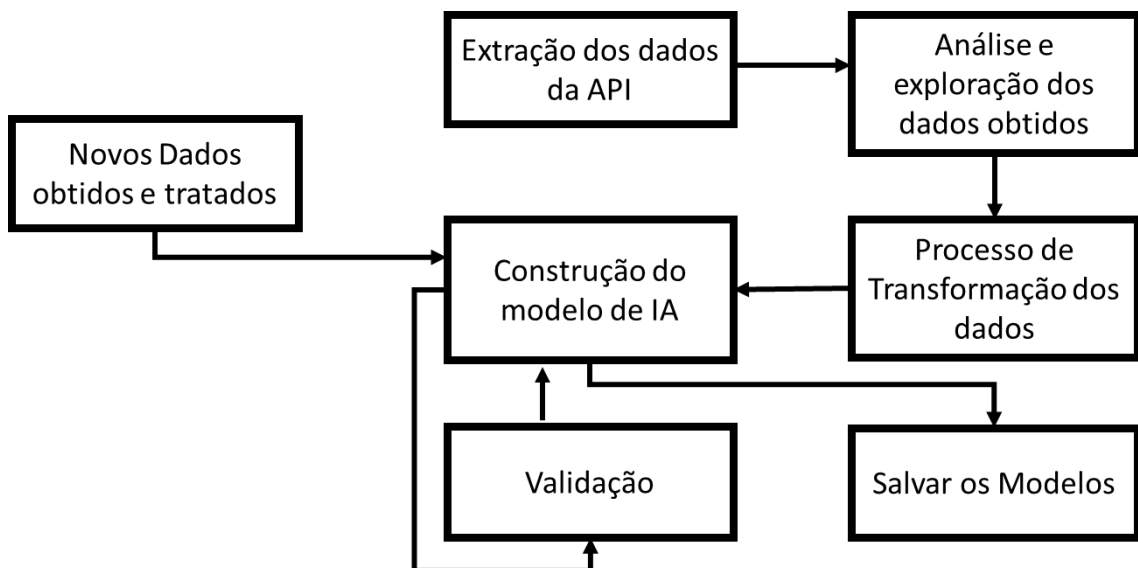 Extração dos dados
da API
Análise e
exploração dos
dados obtidos
Novos Dados
obtidos e tratados
Construção do
modelo de IA
Processo de
Transformação dos
dados
Validação
Salvar os Modelos